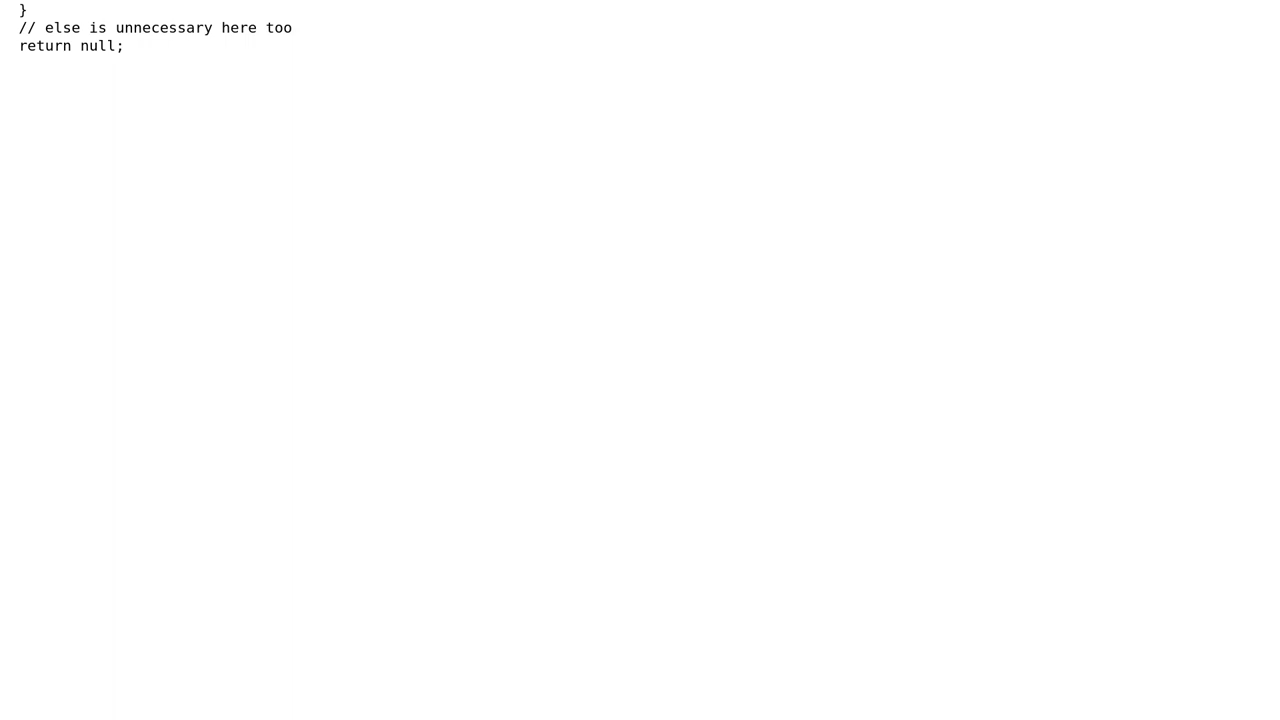 }
// else is unnecessary here too
return null;